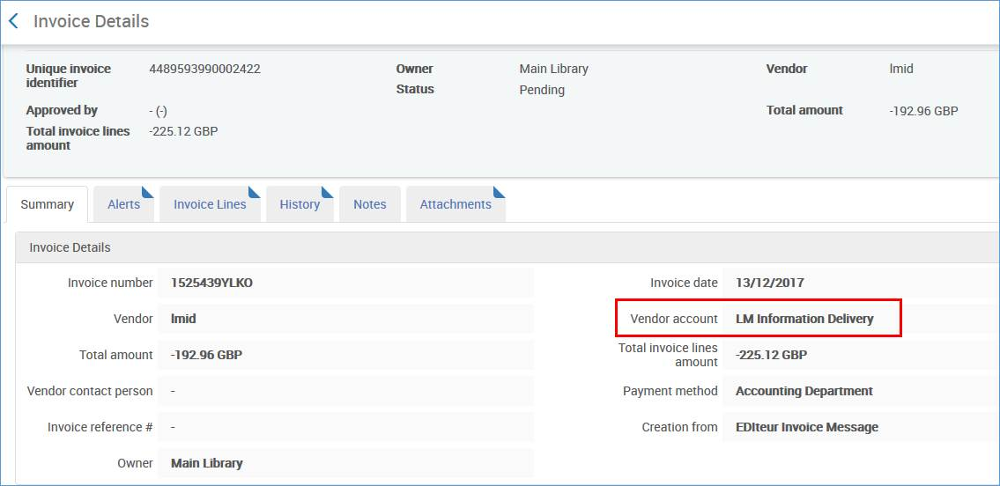 Invoice Details
Unique invoice identifier 4489593990002422 Owner Main Library Vendor lmid
Status Pending
Approved by - (-) Total amount -192.96 GBP
Total invoice lines amount -225.12 GBP
Summary Alerts Invoice Lines History Notes Attachments
Invoice Details
Invoice number 1525439YLKO Invoice date 13/12/2017
Vendor lmid Vendor account LM Information Delivery
Total amount -192.96 GBP Total invoice lines amount -225.12 GBP
Vendor contact person - Payment method Accounting Department
Invoice reference # - Creation from EDIteur Invoice Message
Owner Main Library